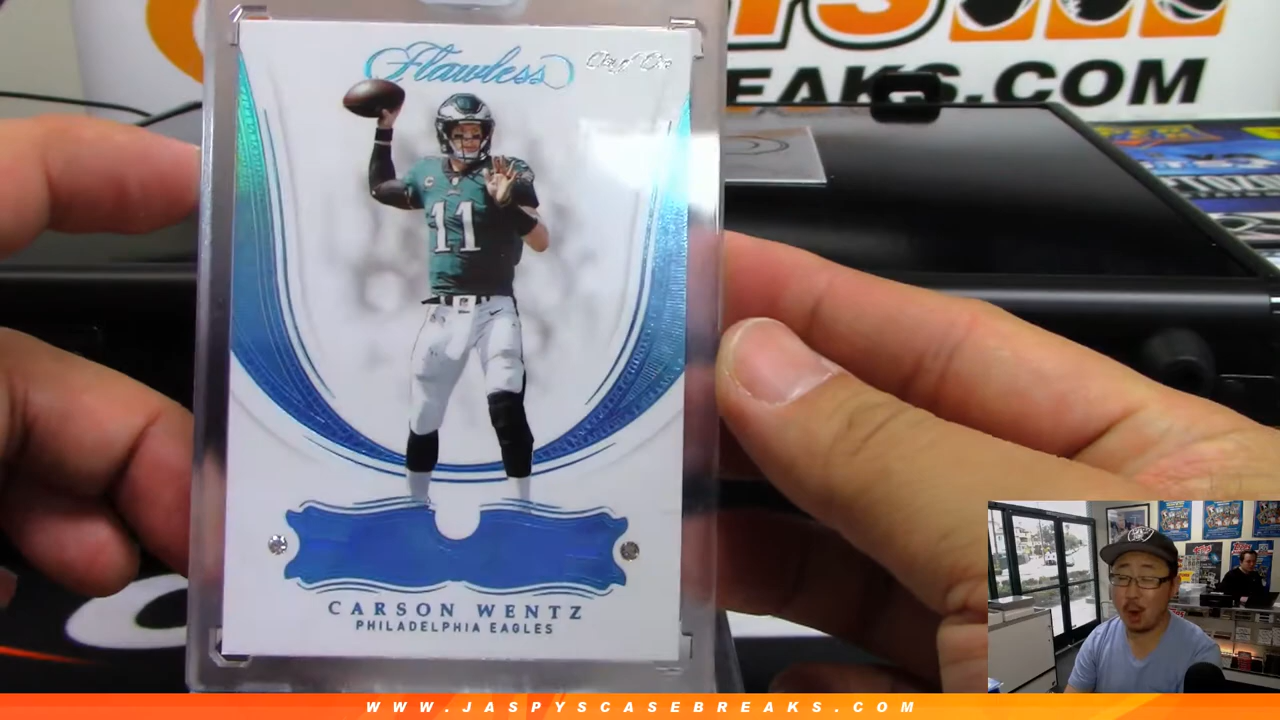 Flawless
One of One
11
C
CARSON WENTZ
PHILADELPHIA EAGLES
EAKS.COM
WWW.JASPYSCASEBREAKS.COM